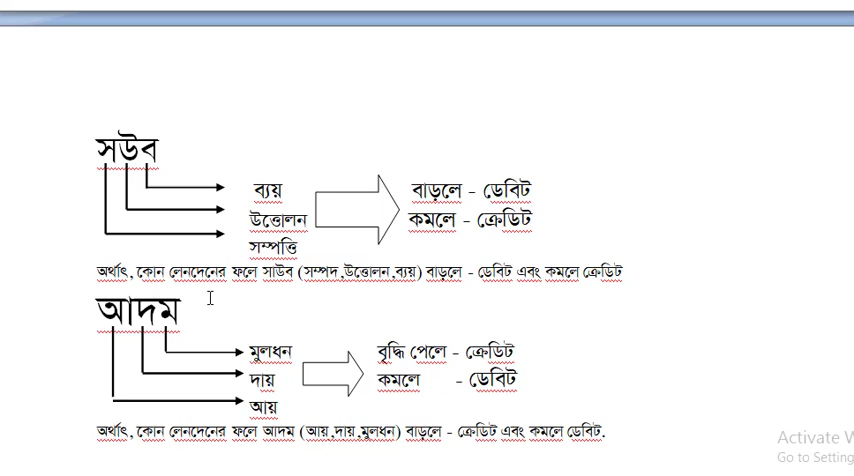 সউব
ব্যয়
বাড়লে - ডেবিট
উত্তোলন
কমলে - ক্রেডিট
সম্পত্তি
অর্থাৎ, কোন লেনদেনের ফলে সাউব (সম্পদ,উত্তোলন,ব্যয়) বাড়লে - ডেবিট এবং কমলে ক্রেডিট
আদম
মুলধন
বৃদ্ধি পেলে - ক্রেডিট
দায়
কমলে - ডেবিট
আয়
অর্থাৎ, কোন লেনদেনের ফলে আদম (আয়,দায়,মুলধন) বাড়লে - ক্রেডিট এবং কমলে ডেবিট.
Activate W
Go to Setting